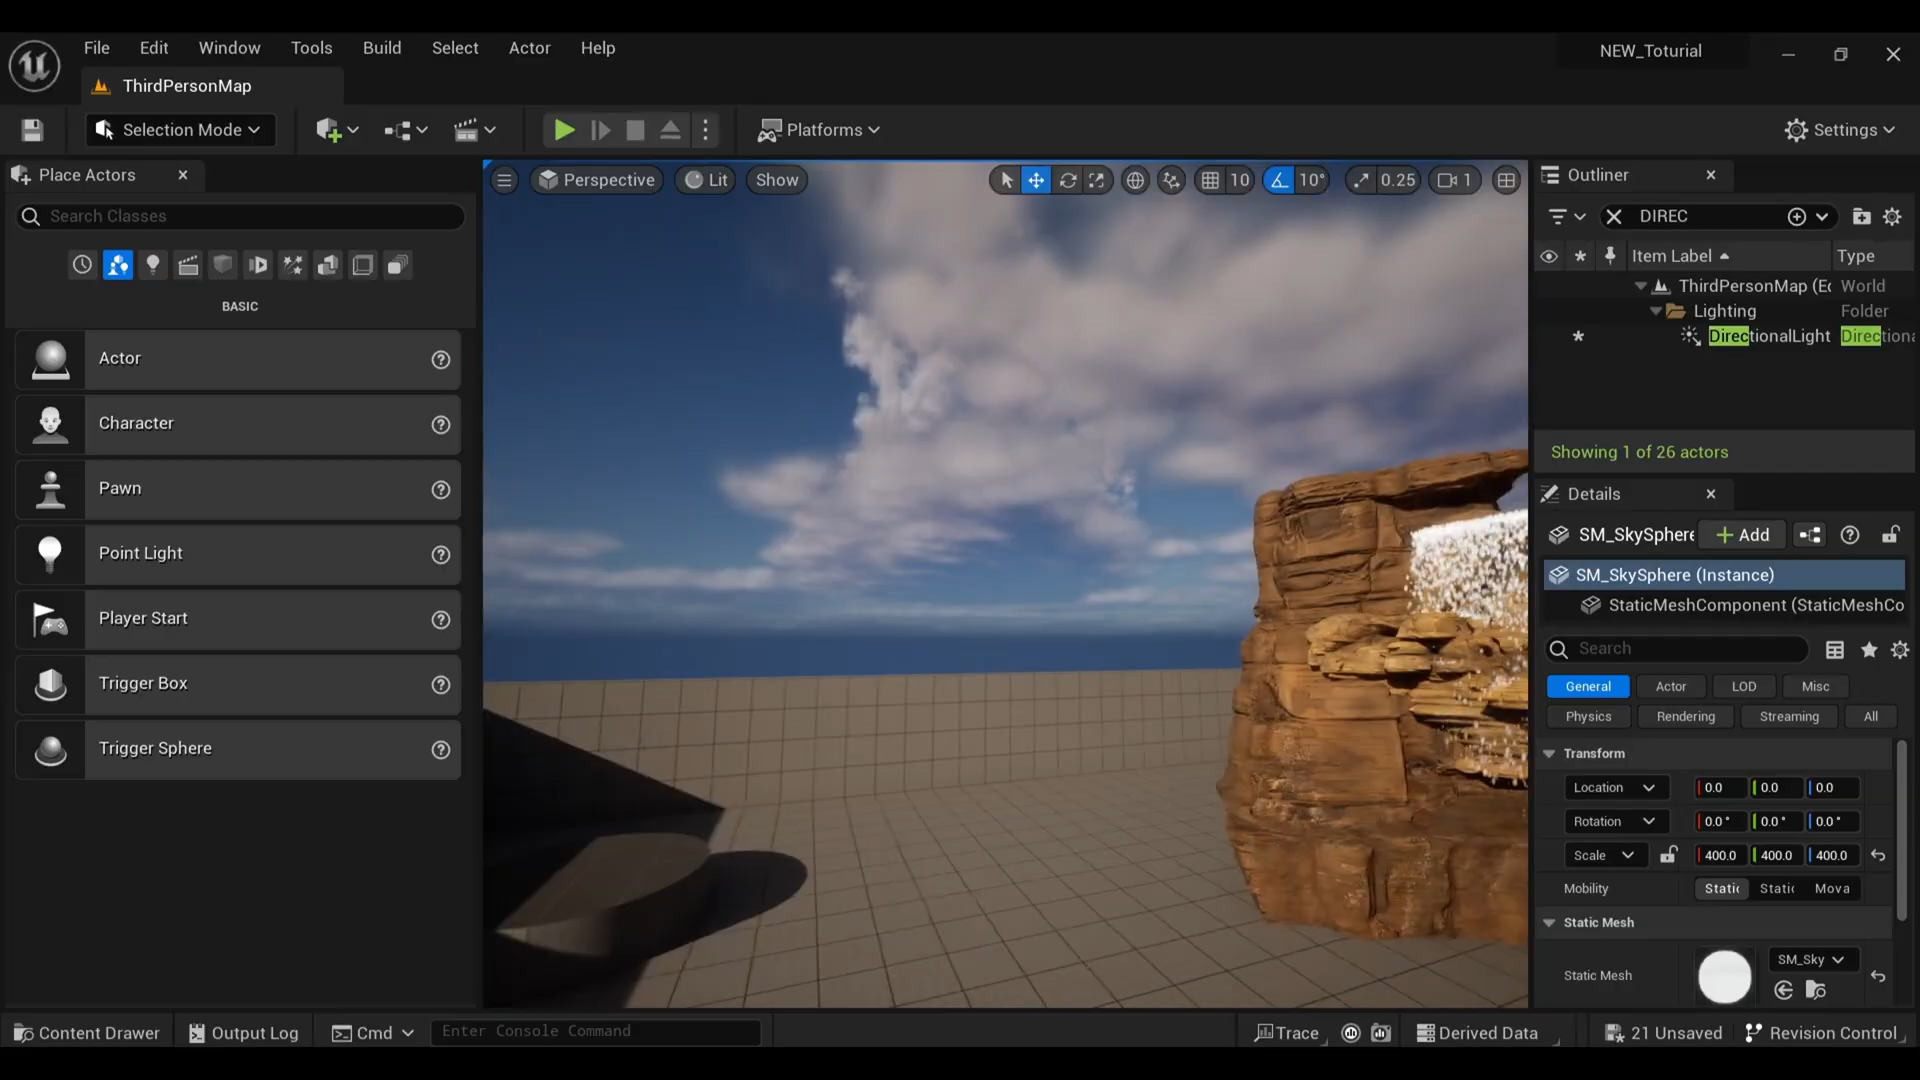 File Edit Window Tools Build Select Actor Help
NEW_Toturial
ThirdPersonMap
Selection Mode
Platforms
Settings
Place Actors
Search Classes
BASIC
Actor
Character
Pawn
Point Light
Player Start
Trigger Box
Trigger Sphere
Perspective Lit Show
10 10° 0.25 1
Outliner
DIREC
Item Label Type
ThirdPersonMap (Ec World
Lighting Folder
DirectionalLight Directiona
Showing 1 of 26 actors
Details
SM_SkySphere Add
SM_SkySphere (Instance)
StaticMeshComponent (StaticMeshCo
Search
General Actor LOD Misc
Physics Rendering Streaming All
Transform
Location 0.0 0.0 0.0
Rotation 0.0 ° 0.0 ° 0.0 °
Scale 400.0 400.0 400.0
Mobility Static Static Mova
Static Mesh
Static Mesh SM_Sky
Content Drawer Output Log Cmd Enter Console Command Trace Derived Data 21 Unsaved Revision Control